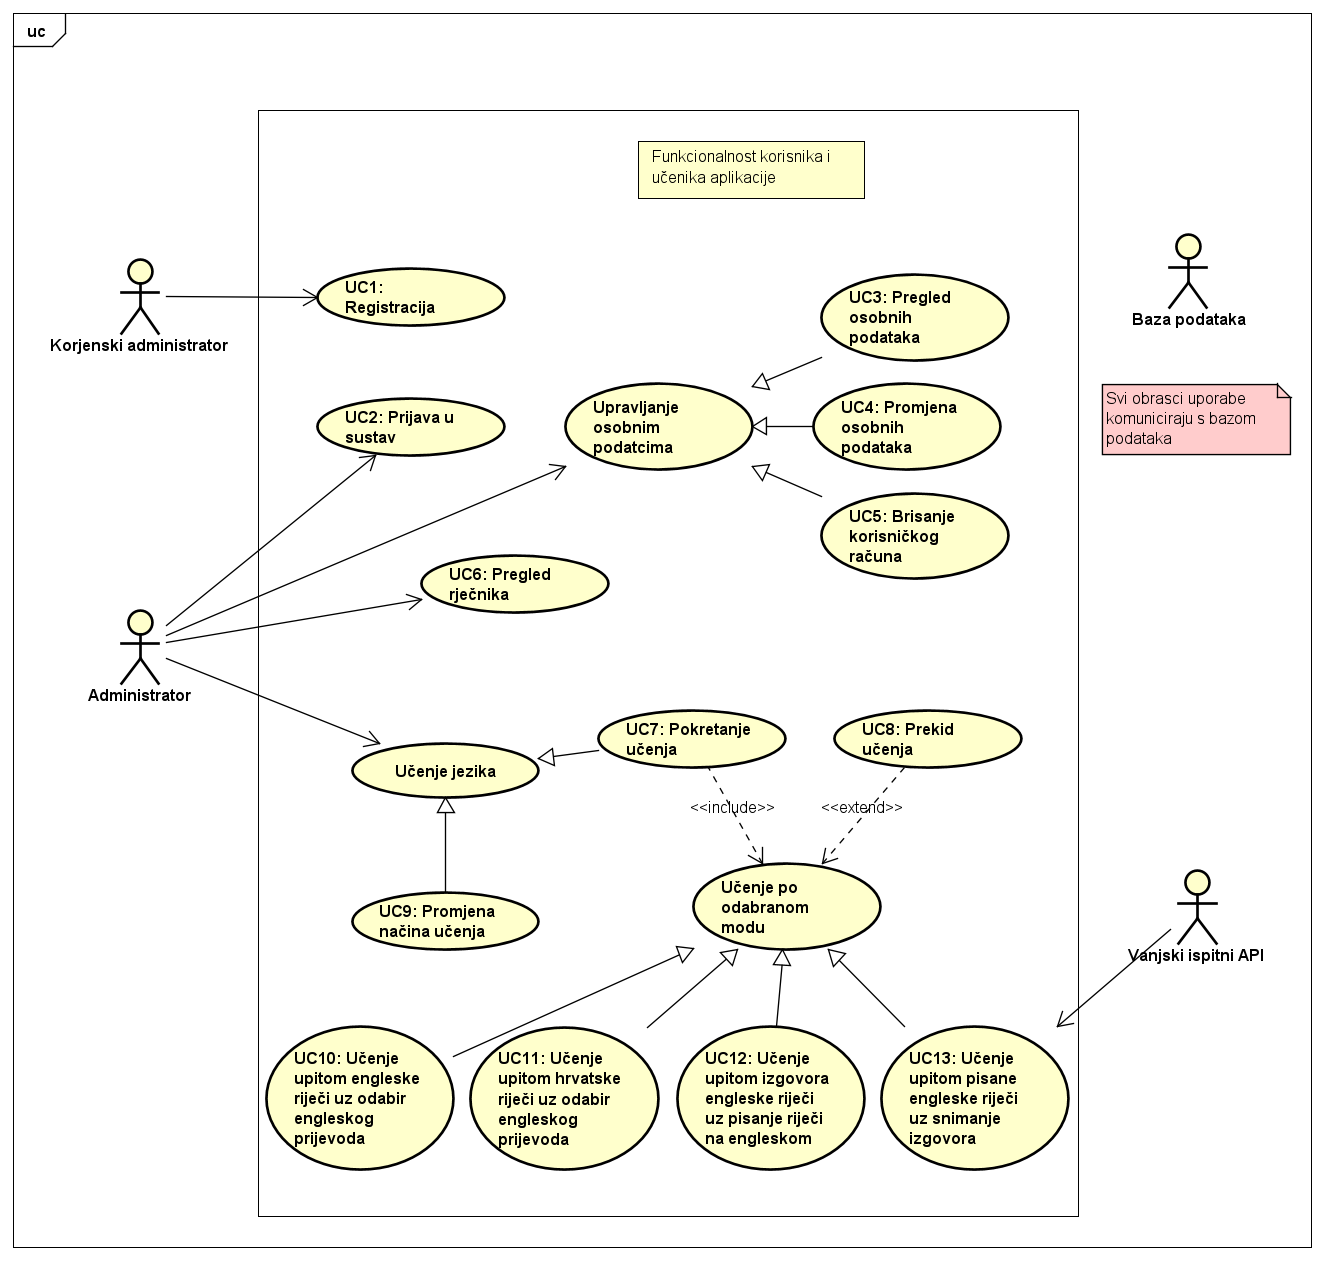 uc
Funkcionalnost korisnika i
učenika aplikacije
Korjenski administrator
UC1:
Registracija
UC3: Pregled
osobnih
podataka
Baza podataka
UC2: Prijava u
sustav
Upravljanje
osobnim
podatcima
UC4: Promjena
osobnih
podataka
Svi obrasci uporabe
komuniciraju s bazom
podataka
UC5: Brisanje
korisničkog
računa
UC6: Pregled
rječnika
Administrator
UC7: Pokretanje
učenja
UC8: Prekid
učenja
Učenje jezika
<<include>>
<<extend>>
UC9: Promjena
načina učenja
Učenje po
odabranom
modu
Vanjski ispitni API
UC10: Učenje
upitom engleske
riječi uz odabir
engleskog
prijevoda
UC11: Učenje
upitom hrvatske
riječi uz odabir
engleskog
prijevoda
UC12: Učenje
upitom izgovora
engleske riječi
uz pisanje riječi
na engleskom
UC13: Učenje
upitom pisane
engleske riječi
uz snimanje
izgovora